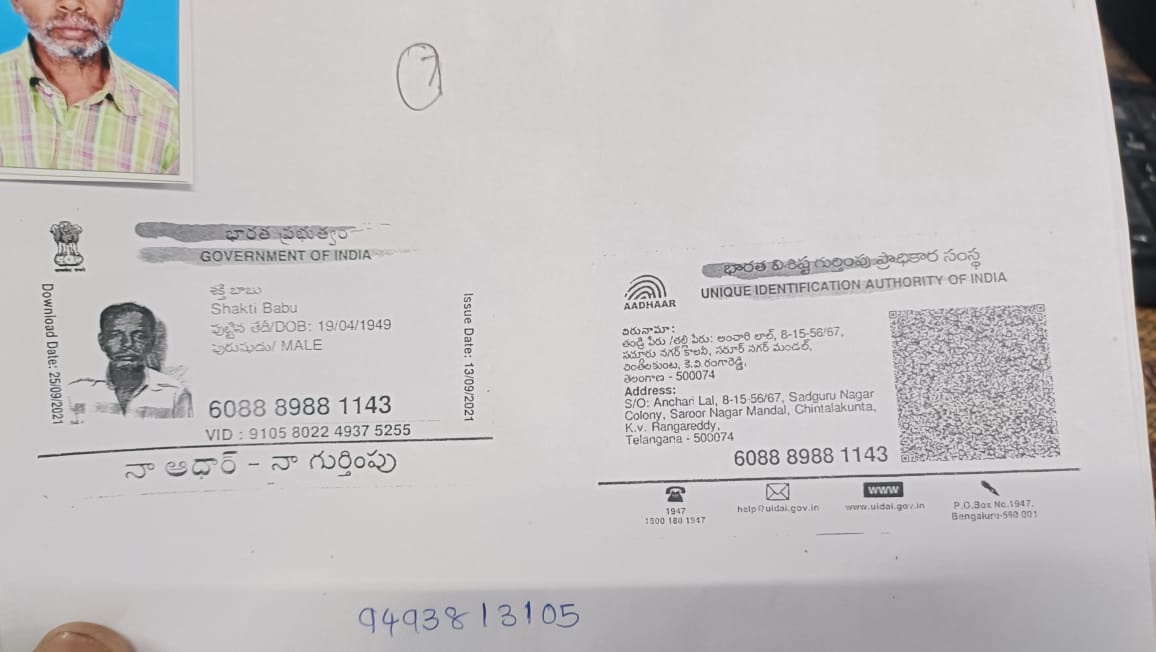 7
భారత ప్రభుత్వం
GOVERNMENT OF INDIA
శక్తి బాబు
Shakti Babu
పుట్టిన తేదీ/DOB: 19/04/1949
పురుషుడు/ MALE
Download Date: 25/09/2021
Issue Date: 13/09/2021
6088 8988 1143
VID : 9105 8022 4937 5255
నా ఆధార్ - నా గుర్తింపు
భారత విశిష్ట గుర్తింపు ప్రాధికార సంస్థ
UNIQUE IDENTIFICATION AUTHORITY OF INDIA
AADHAAR
చిరునామా:
తండ్రి పేరు /తల్లి పేరు: అంచారి లాల్, 8-15-56/67,
నగర్ కాలనీ, సరూర్ నగర్ మండల్,
చింతలకుంట, కె.వి.రంగారెడ్డి,
తెలంగాణ - 500074
Address:
S/O: Anchari Lal, 8-15-56/67, Sadguru Nagar
Colony, Saroor Nagar Mandal, Chintalakunta,
K.v. Rangareddy,
Telangana - 500074
6088 8988 1143
1947
1800 180 1947
help@uidai.gov.in
www
www.uidai.gov.in
P.O.Box No.1947,
Bengaluru-560 001
9493813105